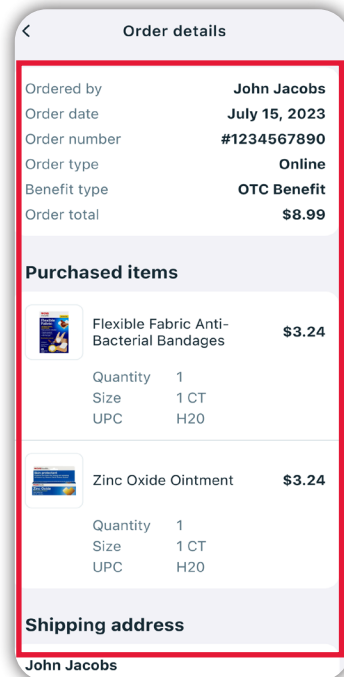 Order details
Ordered by John Jacobs
Order date July 15, 2023
Order number #1234567890
Order type Online
Benefit type OTC Benefit
Order total $8.99
Purchased items
Flexible Fabric Anti-
Bacterial Bandages $3.24
Quantity 1
Size 1 CT
UPC H20
Zinc Oxide Ointment $3.24
Quantity 1
Size 1 CT
UPC H20
Shipping address
John Jacobs